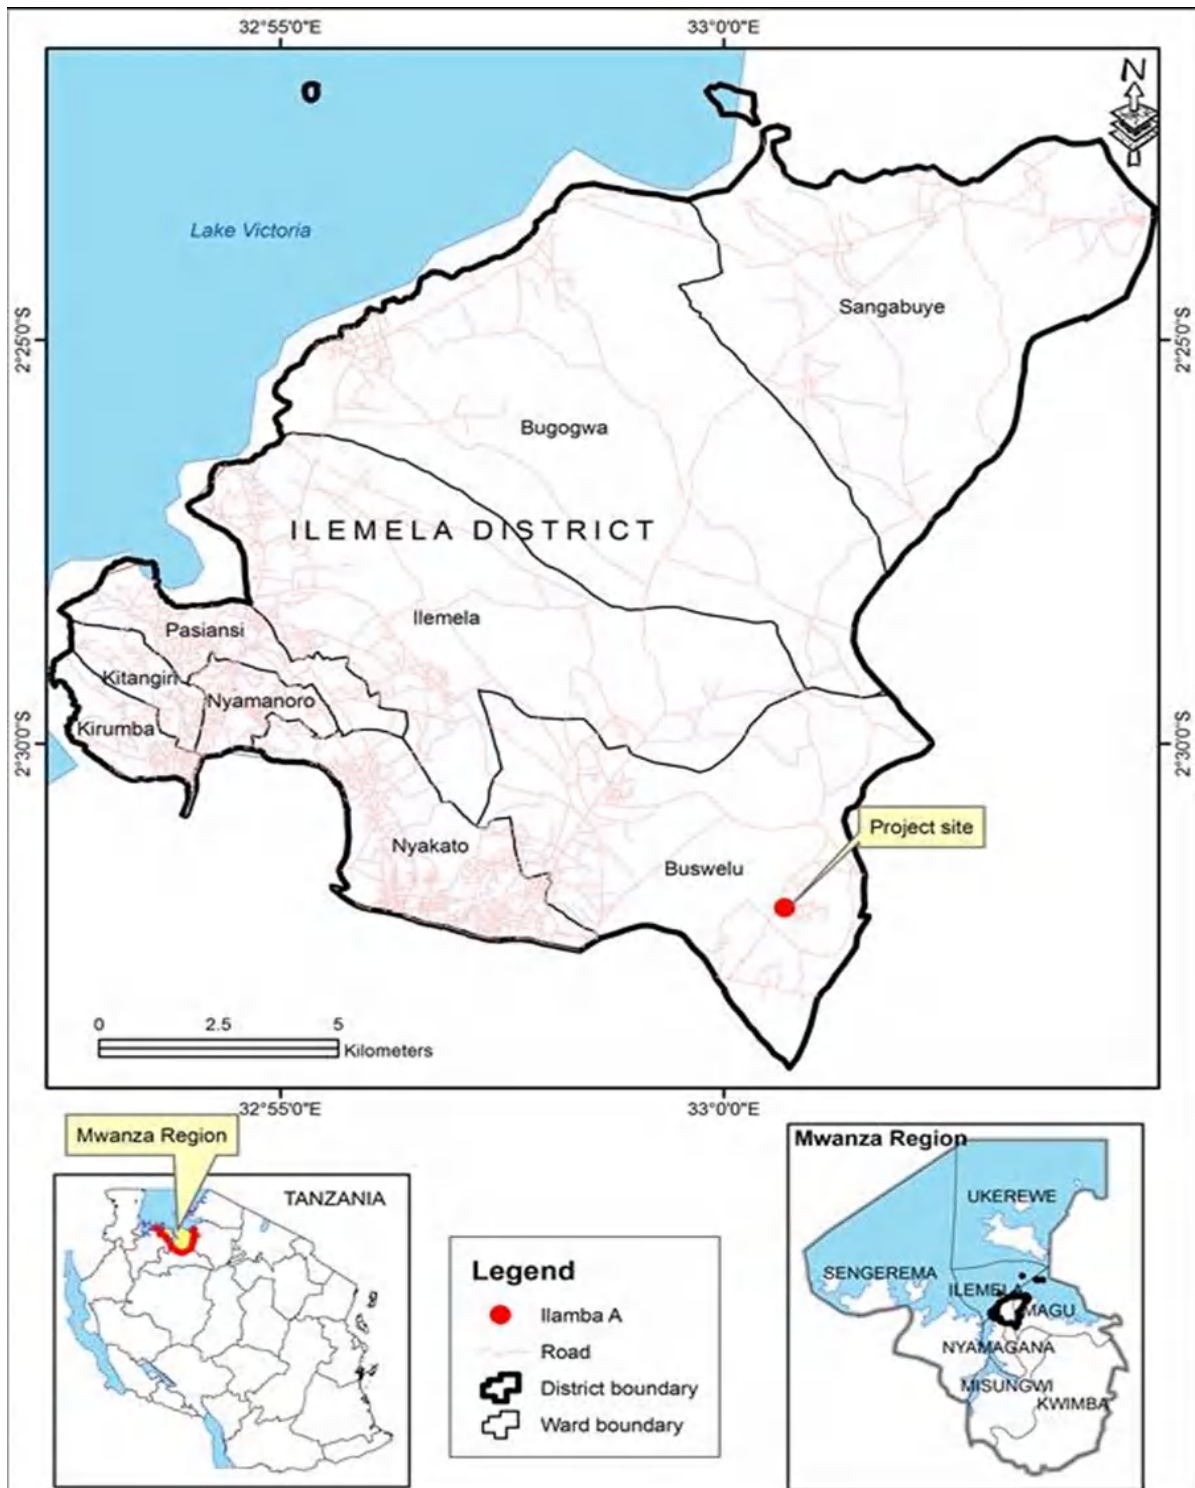 32°55'0"E
33°0'0"E
N
Lake Victoria
2°25'0"S
2°25'0"S
Sangabuye
Bugogwa
ILEMELA DISTRICT
Ilemela
Pasiansi
Kitangiri
Nyamanoro
Kirumba
2°30'0"S
2°30'0"S
Project site
Nyakato
Buswelu
0
2.5
5
Kilometers
32°55'0"E
33°0'0"E
Mwanza Region
TANZANIA
Legend
Ilamba A
Road
District boundary
Ward boundary
Mwanza Region
UKEREWE
SENGEREMA
ILEMELA
MAGU
NYAMAGANA
MISUNGWI
KWIMBA